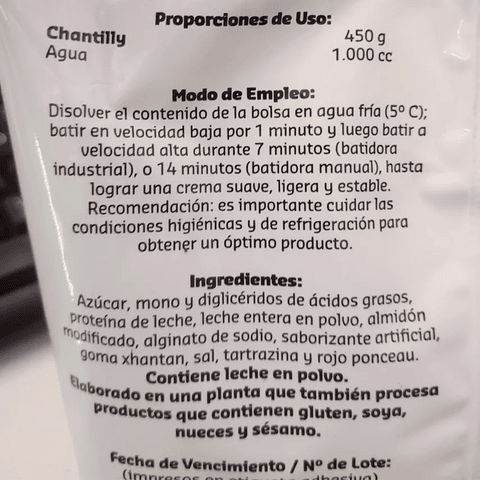 Proporciones de Uso:
Chantilly 450 g
Agua 1.000 cc
Modo de Empleo:
Disolver el contenido de la bolsa en agua fría (5º C);
batir en velocidad baja por 1 minuto y luego batir a
velocidad alta durante 7 minutos (batidora
industrial), o 14 minutos (batidora manual), hasta
lograr una crema suave, ligera y estable.
Recomendación: es importante cuidar las
condiciones higiénicas y de refrigeración para
obtener un óptimo producto.
Ingredientes:
Azúcar, mono y diglicéridos de ácidos grasos,
proteína de leche, leche entera en polvo, almidón
modificado, alginato de sodio, saborizante artificial,
goma xhantan, sal, tartrazina y rojo ponceau.
Contiene leche en polvo.
Elaborado en una planta que también procesa
productos que contienen gluten, soya,
nueces y sésamo.
Fecha de Vencimiento / Nº de Lote:
(impresos en etiqueta adhesiva)